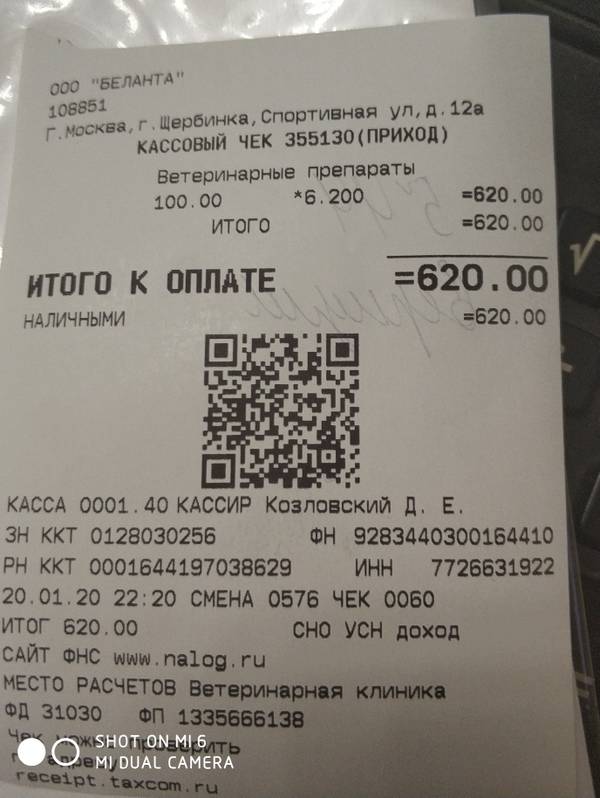 ООО "БЕЛАНТА"
108851
Г.Москва,г.Щербинка,Спортивная ул,д.12а
КАССОВЫЙ ЧЕК 355130(ПРИХОД)
Ветеринарные препараты
100.00 *6.200 =620.00
ИТОГО =620.00
ИТОГО К ОПЛАТЕ =620.00
НАЛИЧНЫМИ =620.00
КАССА 0001.40 КАССИР Козловский Д. Е.
ЗН ККТ 0128030256 ФН 9283440300164410
РН ККТ 0001644197038629 ИНН 7726631922
20.01.20 22:20 СМЕНА 0576 ЧЕК 0060
ИТОГ 620.00 СНО УСН доход
САЙТ ФНС www.nalog.ru
МЕСТО РАСЧЕТОВ Ветеринарная клиника
ФД 31030 ФП 1335666138
Чек можно проверить
адресу
receipt.taxcom.ru
SHOT ON MI 6
MI DUAL CAMERA